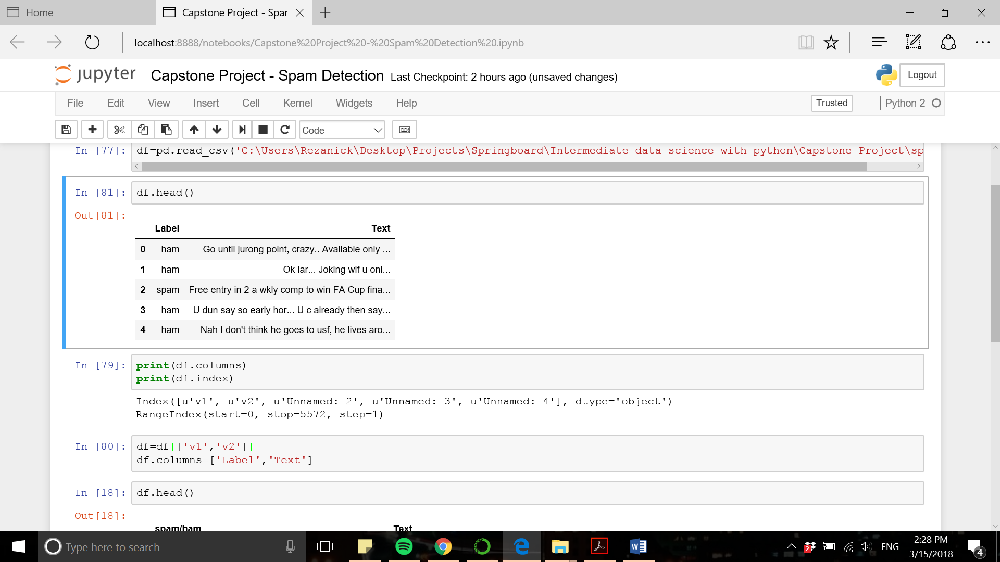 Home
Capstone Project - Spar
localhost:8888/notebooks/Capstone%20Project%20-%20Spam%20Detection%20.ipynb
jupyter Capstone Project - Spam Detection Last Checkpoint: 2 hours ago (unsaved changes)
Logout
File Edit View Insert Cell Kernel Widgets Help
Trusted
Python 2
Code
In [77]: df=pd.read_csv('C:\Users\Rezanick\Desktop\Projects\Springboard\Intermediate data science with python\Capstone Project\sp
In [81]: df.head()
Out[81]:
Label Text
0 ham Go until jurong point, crazy.. Available only ...
1 ham Ok lar... Joking wif u oni...
2 spam Free entry in 2 a wkly comp to win FA Cup fina...
3 ham U dun say so early hor... U c already then say...
4 ham Nah I don't think he goes to usf, he lives aro...
In [79]: print(df.columns)
print(df.index)
Index([u'v1', u'v2', u'Unnamed: 2', u'Unnamed: 3', u'Unnamed: 4'], dtype='object')
RangeIndex(start=0, stop=5572, step=1)
In [80]: df=df[['v1','v2']]
df.columns=['Label','Text']
In [18]: df.head()
Out[18]:
spam/ham Text
Type here to search
2
ENG
2:28 PM
3/15/2018
4